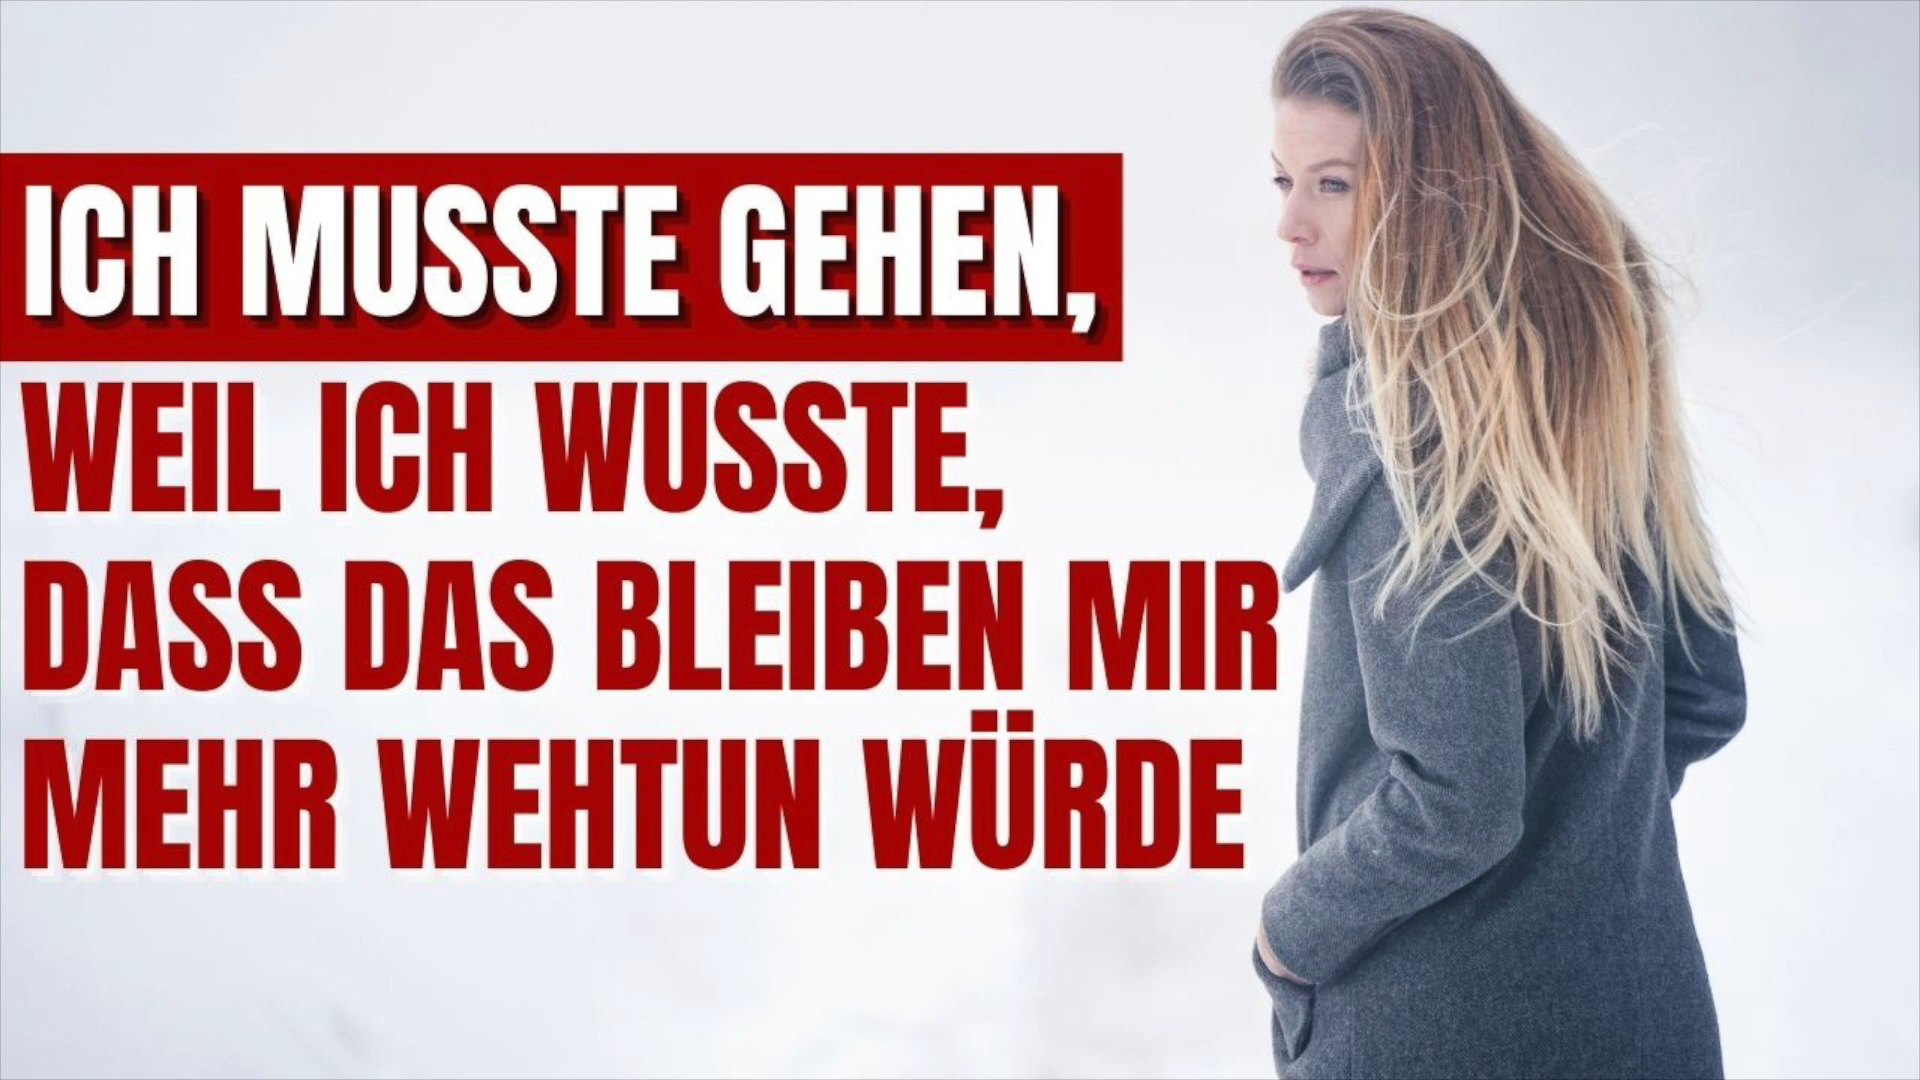 ICH MUSSTE GEHEN,
WEIL ICH WUSSTE,
DASS DAS BLEIBEN MIR
MEHR WEHTUN WÜRDE